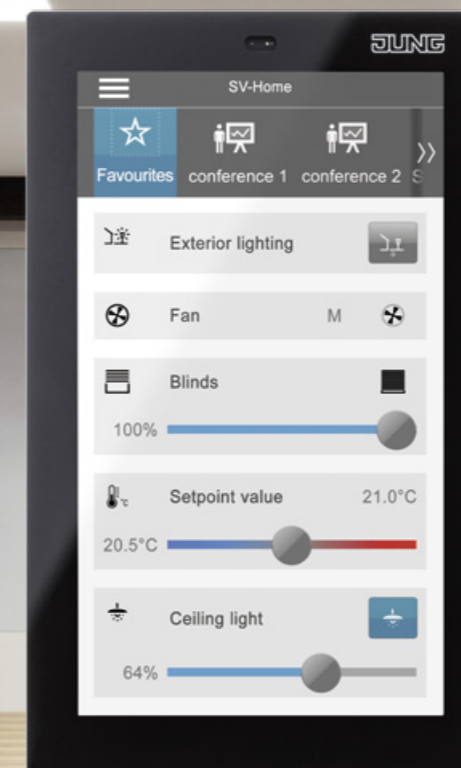 JUNG
SV-Home
Favourites conference 1 conference 2 S
Exterior lighting
Fan M
Blinds
100%
Setpoint value 21.0°C
°C
20.5°C
Ceiling light
64%